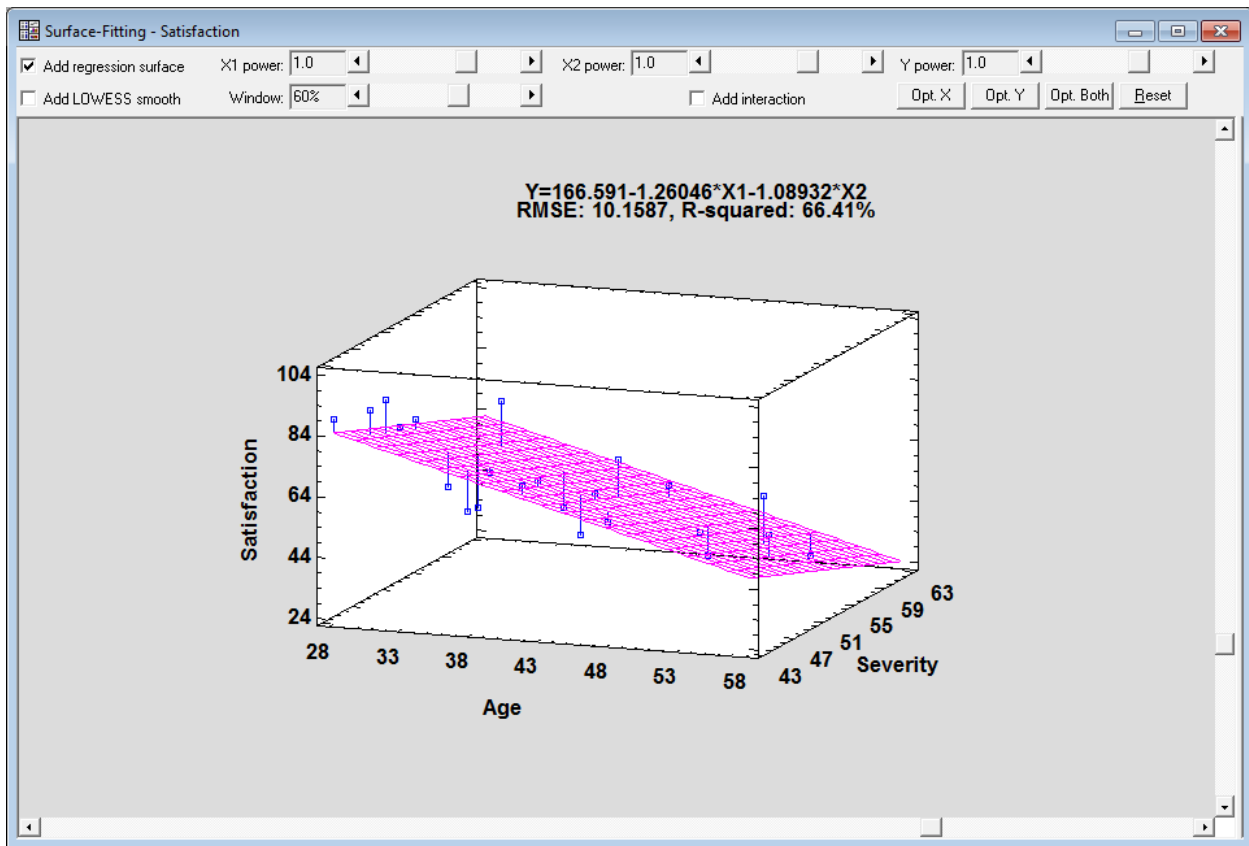 Surface-Fitting - Satisfaction
Add regression surface X1 power: 1.0 X2 power: 1.0 Y power: 1.0
Add LOWESS smooth Window: 60% Add interaction Opt. X Opt. Y Opt. Both Reset
Y=166.591-1.26046*X1-1.08932*X2
RMSE: 10.1587, R-squared: 66.41%
104
84
64
44
24
Satisfaction
28 33 38 43 48 53 58
Age
43 47 51 55 59 63
Severity